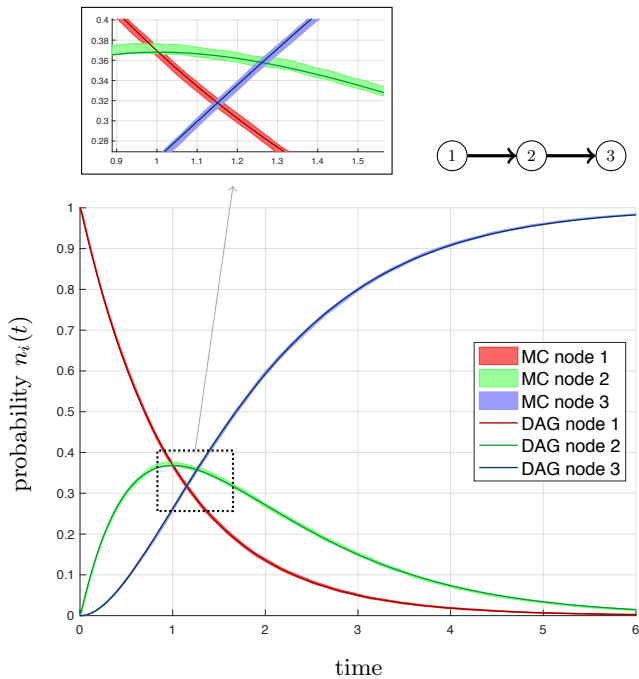 0.4
0.38
0.36
0.34
0.32
0.3
0.28
0.9 1 1.1 1.2 1.3 1.4 1.5
1 2 3
1
0.9
0.8
0.7
0.6
0.5
0.4
0.3
0.2
0.1
0
probability n_i(t)
MC node 1
MC node 2
MC node 3
DAG node 1
DAG node 2
DAG node 3
0 1 2 3 4 5 6
time